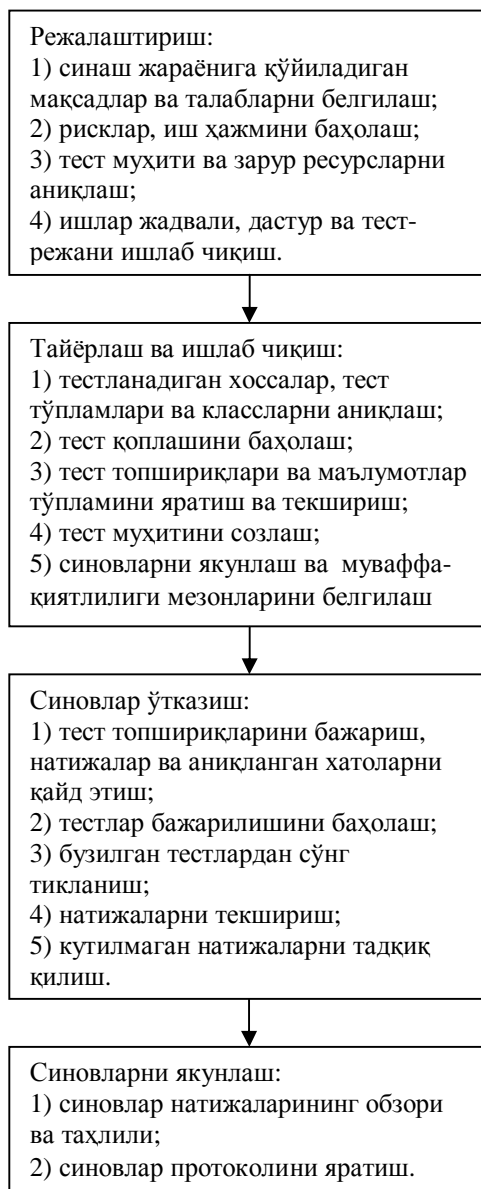 Режалаштириш:
1) синаш жараёнига қўйиладиган
мақсадлар ва талабларни белгилаш;
2) рисклар, иш ҳажмини баҳолаш;
3) тест муҳити ва зарур ресурсларни
аниқлаш;
4) ишлар жадвали, дастур ва тест-
режани ишлаб чиқиш.
Тайёрлаш ва ишлаб чиқиш:
1) тестланадиган хоссалар, тест
тўпламлари ва классларни аниқлаш;
2) тест қоплашини баҳолаш;
3) тест топшириқлари ва маълумотлар
тўпламини яратиш ва текшириш;
4) тест муҳитини созлаш;
5) синовларни якунлаш ва муваффа-
қиятлилиги мезонларини белгилаш
Синовлар ўтказиш:
1) тест топшириқларини бажариш,
натижалар ва аниқланган хатоларни
қайд этиш;
2) тестлар бажарилишини баҳолаш;
3) бузилган тестлардан сўнг
тикланиш;
4) натижаларни текшириш;
5) кутилмаган натижаларни тадқиқ
қилиш.
Синовларни якунлаш:
1) синовлар натижаларининг обзори
ва таҳлили;
2) синовлар протоколини яратиш.